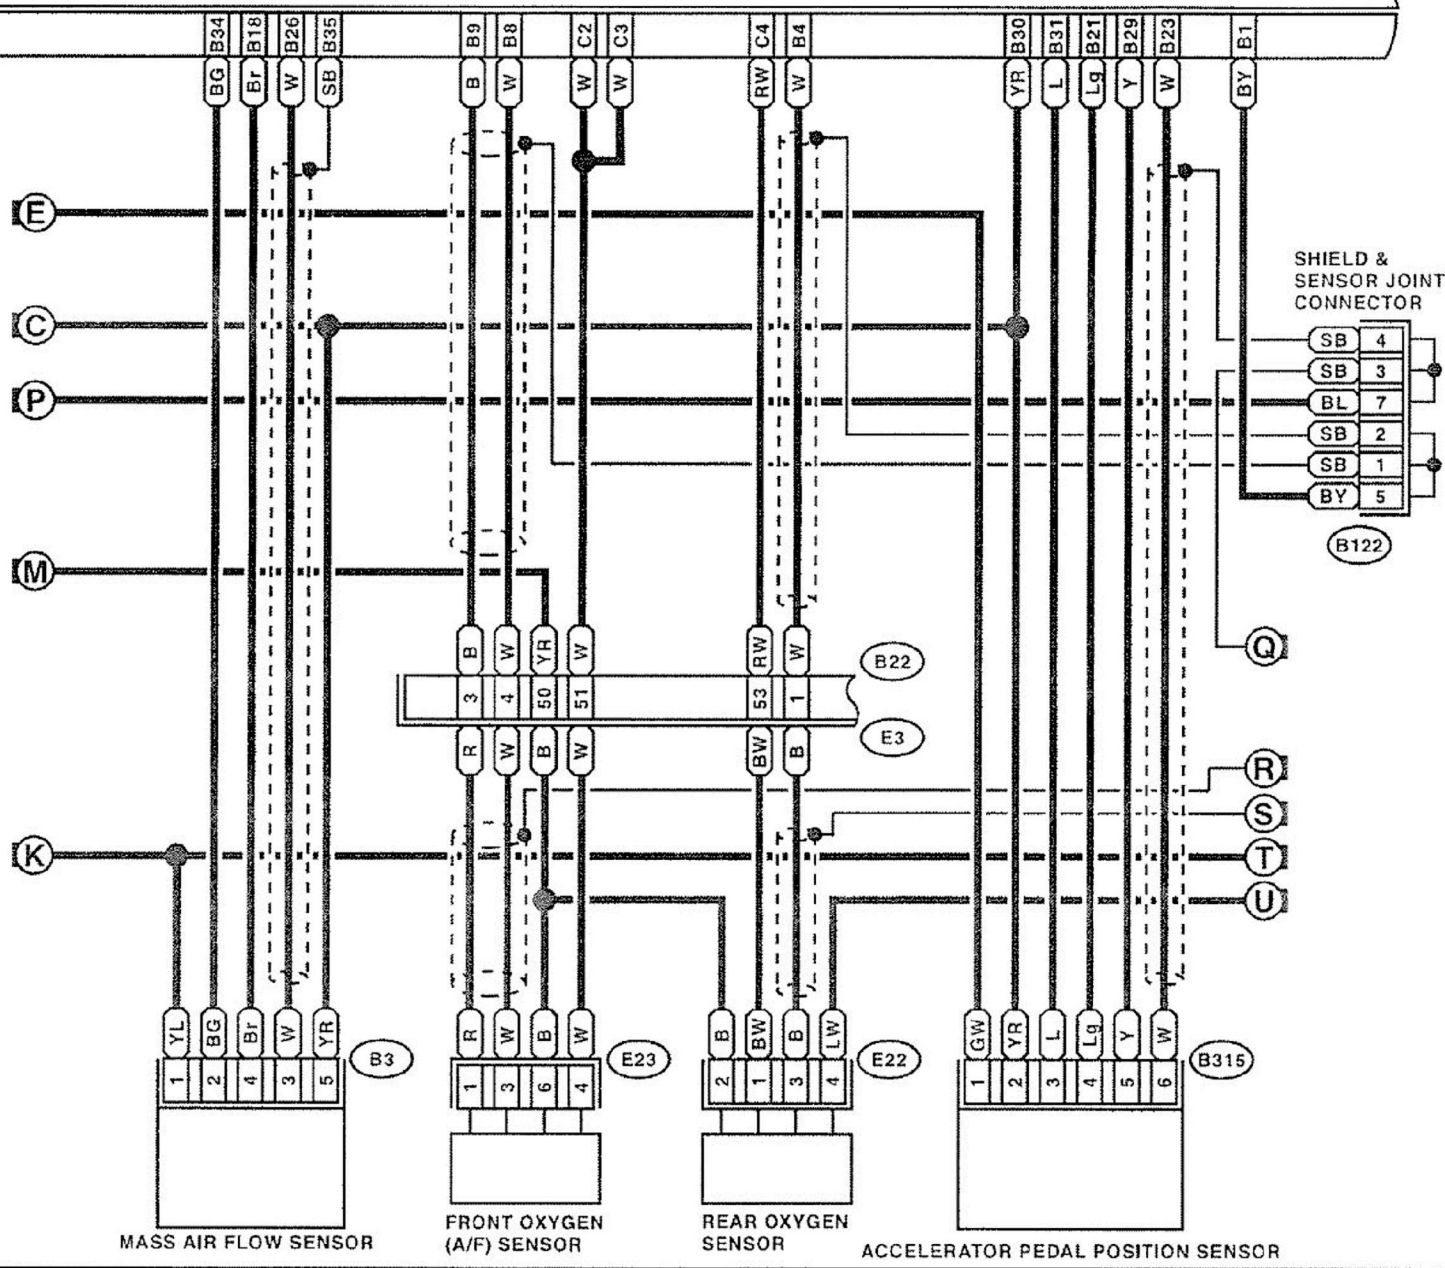 B34 B18 B26 B35 B9 B8 C2 C3 C4 B4 B30 B31 B21 B29 B23 B1
BG Br W SB B W W W RW W YR L Lg Y W BY
E
SHIELD &
SENSOR JOINT
CONNECTOR
C
SB 4
SB 3
P
BL 7
SB 2
SB 1
BY 5
B122
M
Q
B W YR W RW W
B22
3 4 50 51 53 1
E3
R W B W BW B
R
S
K
T
U
YL BG Br W YR
B3
R W B W
E23
B BW B LW
E22
GW YR L Lg Y W
B315
1 2 4 3 5
1 3 6 4
2 1 3 4
1 2 3 4 5 6
MASS AIR FLOW SENSOR
FRONT OXYGEN
(A/F) SENSOR
REAR OXYGEN
SENSOR
ACCELERATOR PEDAL POSITION SENSOR